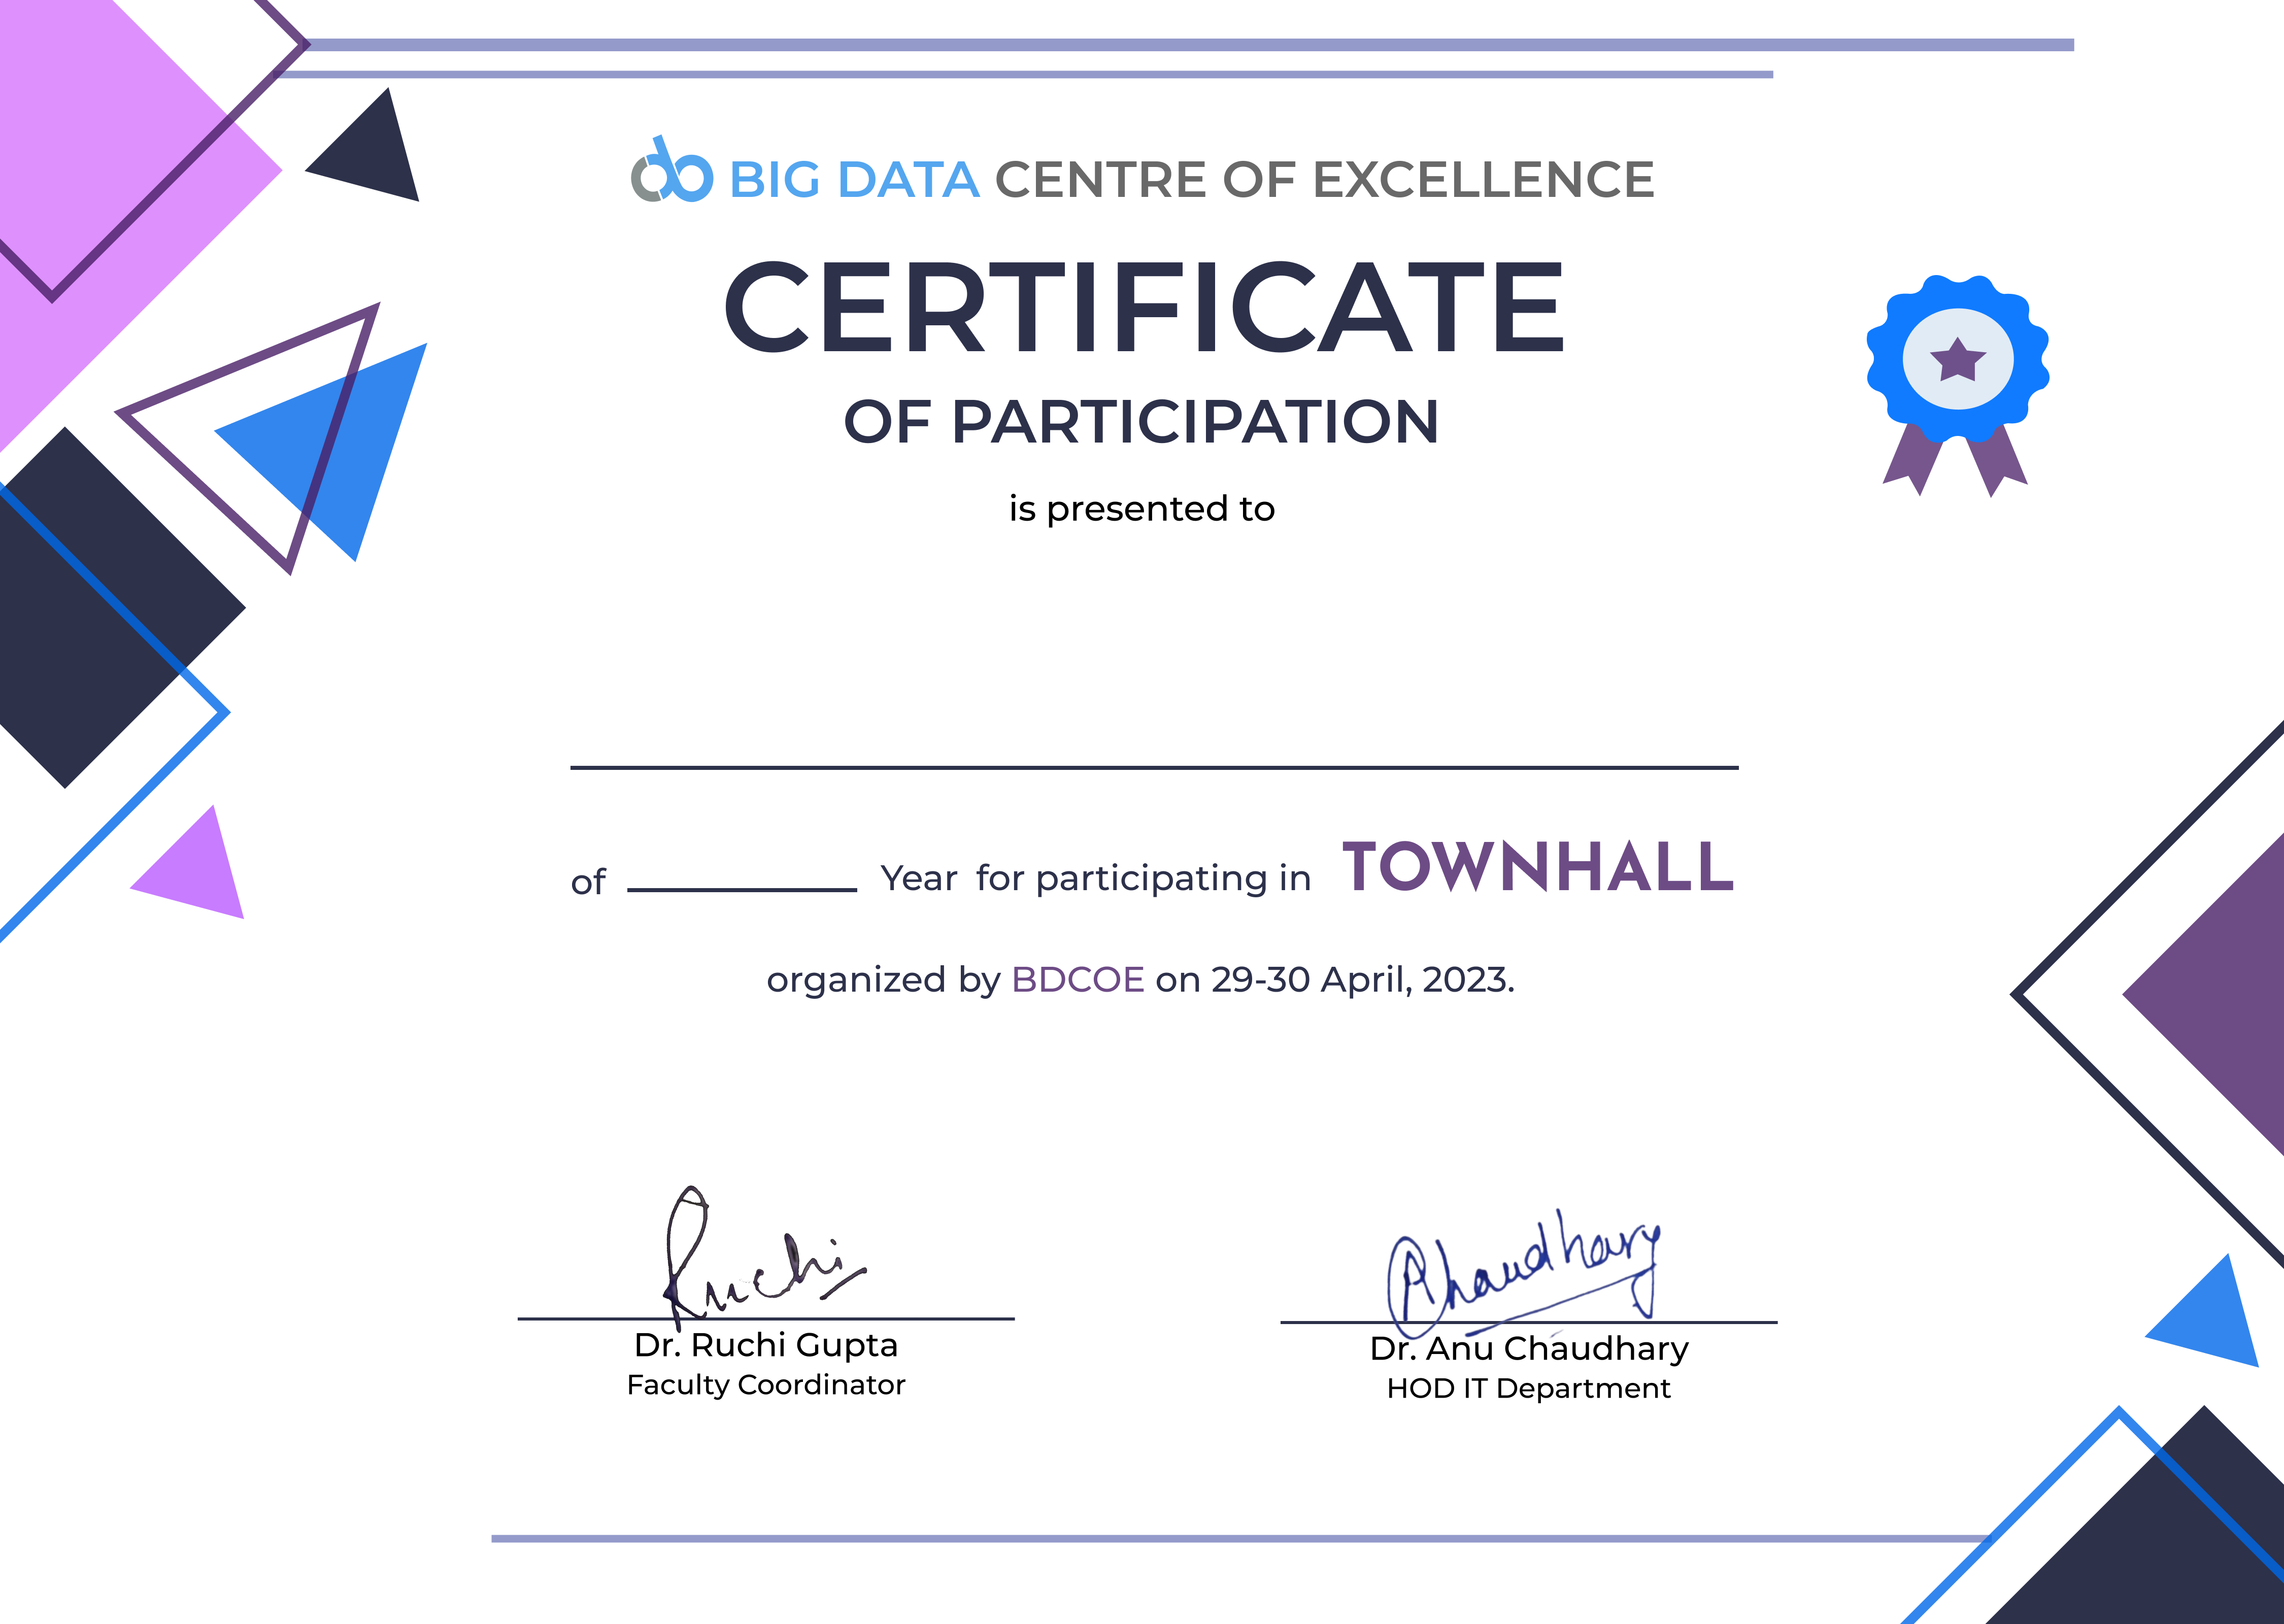 BIG DATA CENTRE OF EXCELLENCE
CERTIFICATE
OF PARTICIPATION
is presented to
of Year for participating in TOWNHALL
organized by BDCOE on 29-30 April, 2023.
Ruchi
AChaudhary
Dr. Ruchi Gupta
Dr. Anu Chaudhary
Faculty Coordinator
HOD IT Department